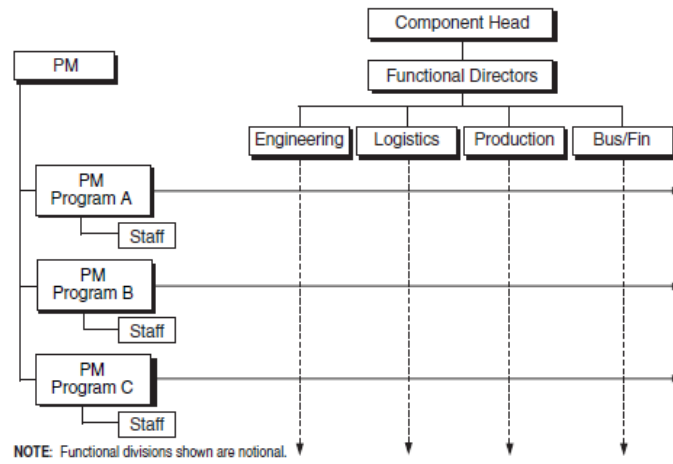 Component Head
PM
Functional Directors
Engineering
Logistics
Production
Bus/Fin
PM
Program A
Staff
PM
Program B
Staff
PM
Program C
Staff
NOTE: Functional divisions shown are notional.